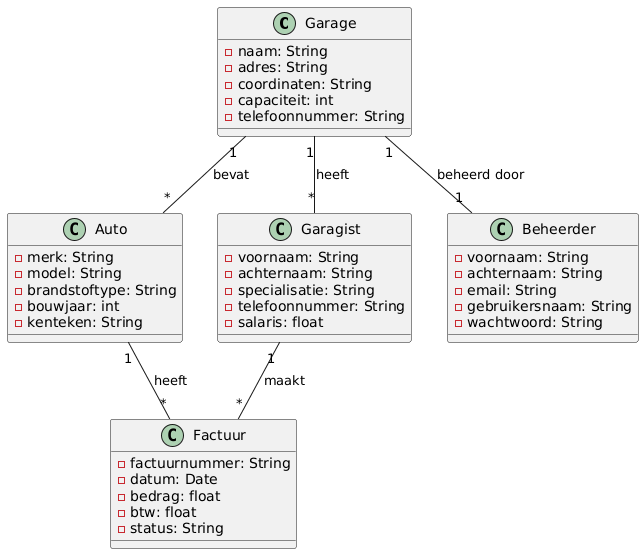 C Garage
naam: String
adres: String
coordinaten: String
capaciteit: int
telefoonnummer: String
1 1 1
bevat heeft beheerd door
* * 1
C Auto
merk: String
model: String
brandstoftype: String
bouwjaar: int
kenteken: String
C Garagist
voornaam: String
achternaam: String
specialisatie: String
telefoonnummer: String
salaris: float
C Beheerder
voornaam: String
achternaam: String
email: String
gebruikersnaam: String
wachtwoord: String
1 1
heeft maakt
* *
C Factuur
factuurnummer: String
datum: Date
bedrag: float
btw: float
status: String